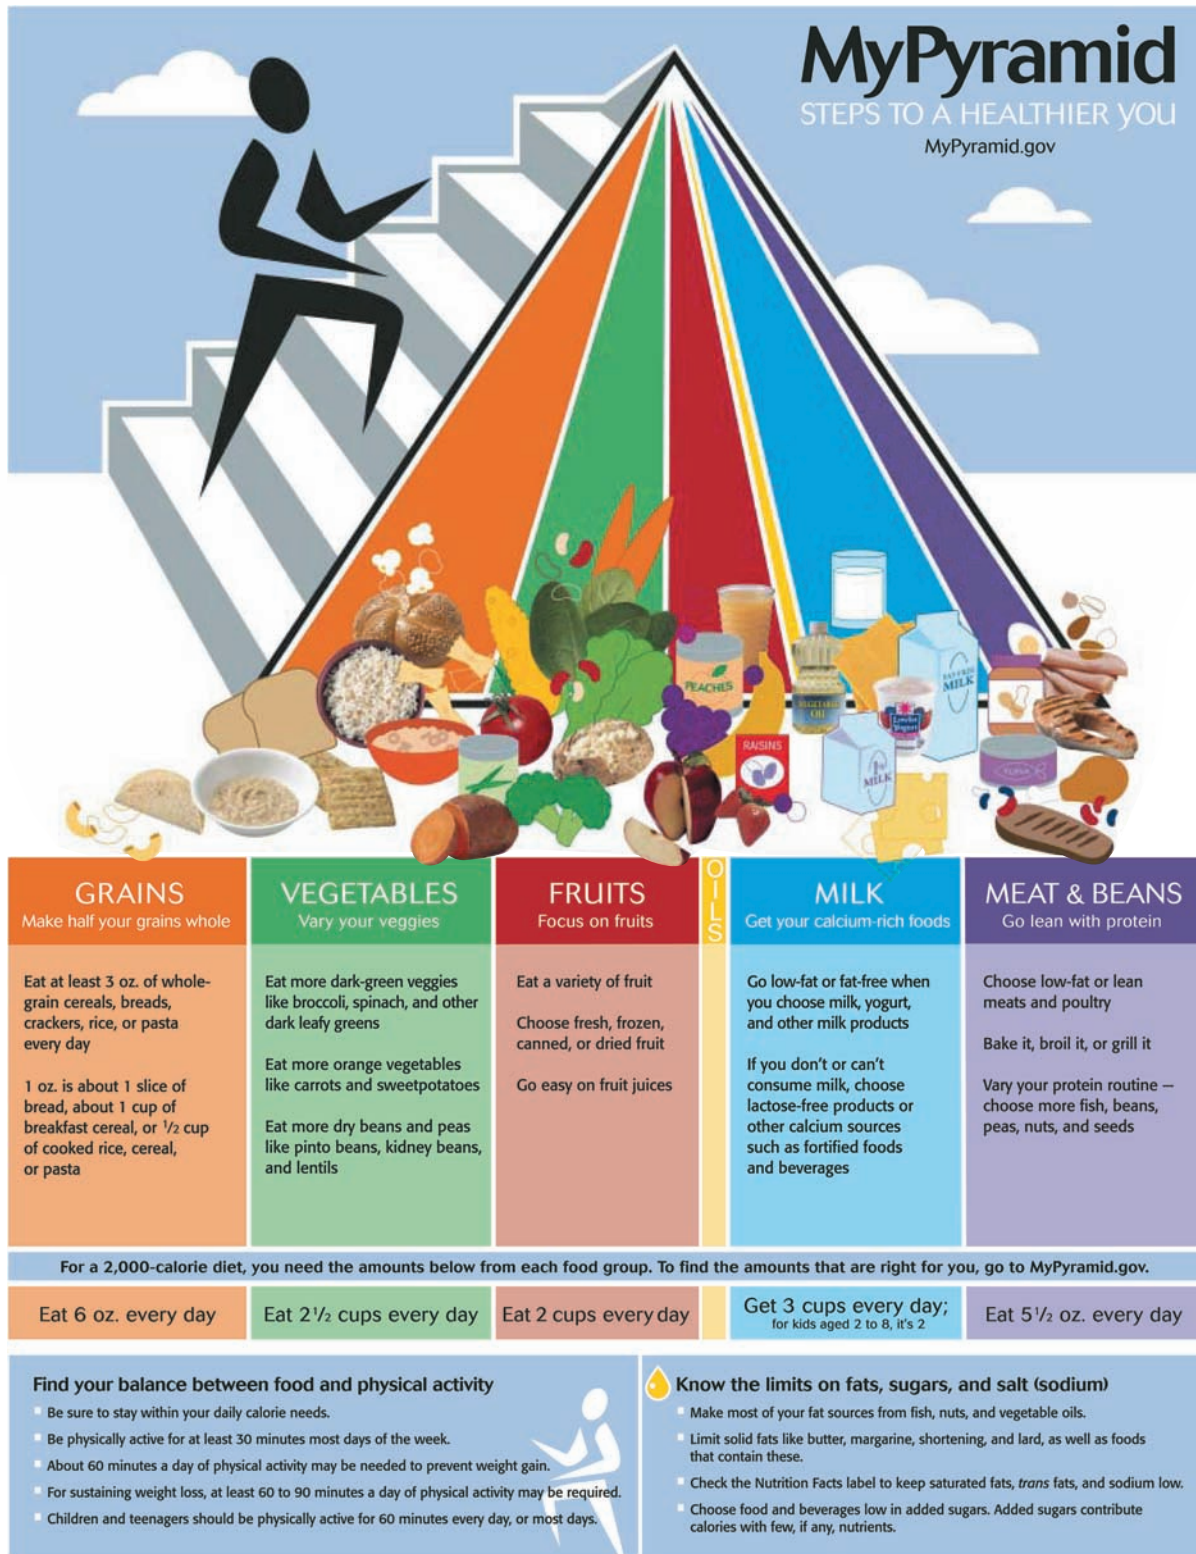 MyPyramid
STEPS TO A HEALTHIER YOU
MyPyramid.gov
PEACHES
VEGETABLE
OIL
FAT-FREE
MILK
Lowfat
Yogurt
RAISINS
MILK
TUNA
GRAINS
Make half your grains whole
VEGETABLES
Vary your veggies
FRUITS
Focus on fruits
OILS
MILK
Get your calcium-rich foods
MEAT & BEANS
Go lean with protein
Eat at least 3 oz. of whole-
grain cereals, breads,
crackers, rice, or pasta
every day
1 oz. is about 1 slice of
bread, about 1 cup of
breakfast cereal, or 1/2 cup
of cooked rice, cereal,
or pasta
Eat more dark-green veggies
like broccoli, spinach, and other
dark leafy greens
Eat more orange vegetables
like carrots and sweetpotatoes
Eat more dry beans and peas
like pinto beans, kidney beans,
and lentils
Eat a variety of fruit
Choose fresh, frozen,
canned, or dried fruit
Go easy on fruit juices
Go low-fat or fat-free when
you choose milk, yogurt,
and other milk products
If you don't or can't
consume milk, choose
lactose-free products or
other calcium sources
such as fortified foods
and beverages
Choose low-fat or lean
meats and poultry
Bake it, broil it, or grill it
Vary your protein routine —
choose more fish, beans,
peas, nuts, and seeds
For a 2,000-calorie diet, you need the amounts below from each food group. To find the amounts that are right for you, go to MyPyramid.gov.
Eat 6 oz. every day
Eat 2 1/2 cups every day
Eat 2 cups every day
Get 3 cups every day;
for kids aged 2 to 8, it's 2
Eat 5 1/2 oz. every day
Find your balance between food and physical activity
Be sure to stay within your daily calorie needs.
Be physically active for at least 30 minutes most days of the week.
About 60 minutes a day of physical activity may be needed to prevent weight gain.
For sustaining weight loss, at least 60 to 90 minutes a day of physical activity may be required.
Children and teenagers should be physically active for 60 minutes every day, or most days.
Know the limits on fats, sugars, and salt (sodium)
Make most of your fat sources from fish, nuts, and vegetable oils.
Limit solid fats like butter, margarine, shortening, and lard, as well as foods
that contain these.
Check the Nutrition Facts label to keep saturated fats, trans fats, and sodium low.
Choose food and beverages low in added sugars. Added sugars contribute
calories with few, if any, nutrients.